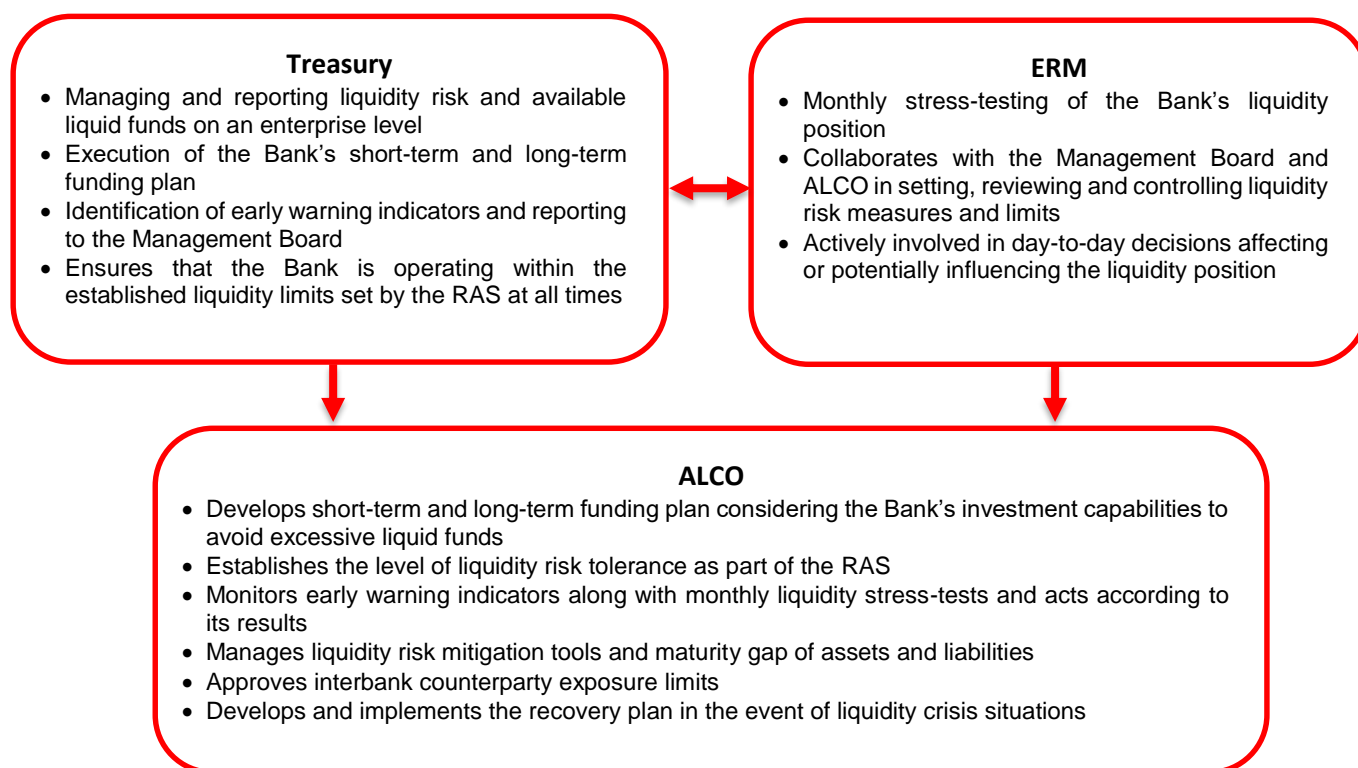 Treasury
• Managing and reporting liquidity risk and available
liquid funds on an enterprise level
• Execution of the Bank’s short-term and long-term
funding plan
• Identification of early warning indicators and reporting
to the Management Board
• Ensures that the Bank is operating within the
established liquidity limits set by the RAS at all times
ERM
• Monthly stress-testing of the Bank’s liquidity
position
• Collaborates with the Management Board and
ALCO in setting, reviewing and controlling liquidity
risk measures and limits
• Actively involved in day-to-day decisions affecting
or potentially influencing the liquidity position
ALCO
• Develops short-term and long-term funding plan considering the Bank’s investment capabilities to
avoid excessive liquid funds
• Establishes the level of liquidity risk tolerance as part of the RAS
• Monitors early warning indicators along with monthly liquidity stress-tests and acts according to
its results
• Manages liquidity risk mitigation tools and maturity gap of assets and liabilities
• Approves interbank counterparty exposure limits
• Develops and implements the recovery plan in the event of liquidity crisis situations